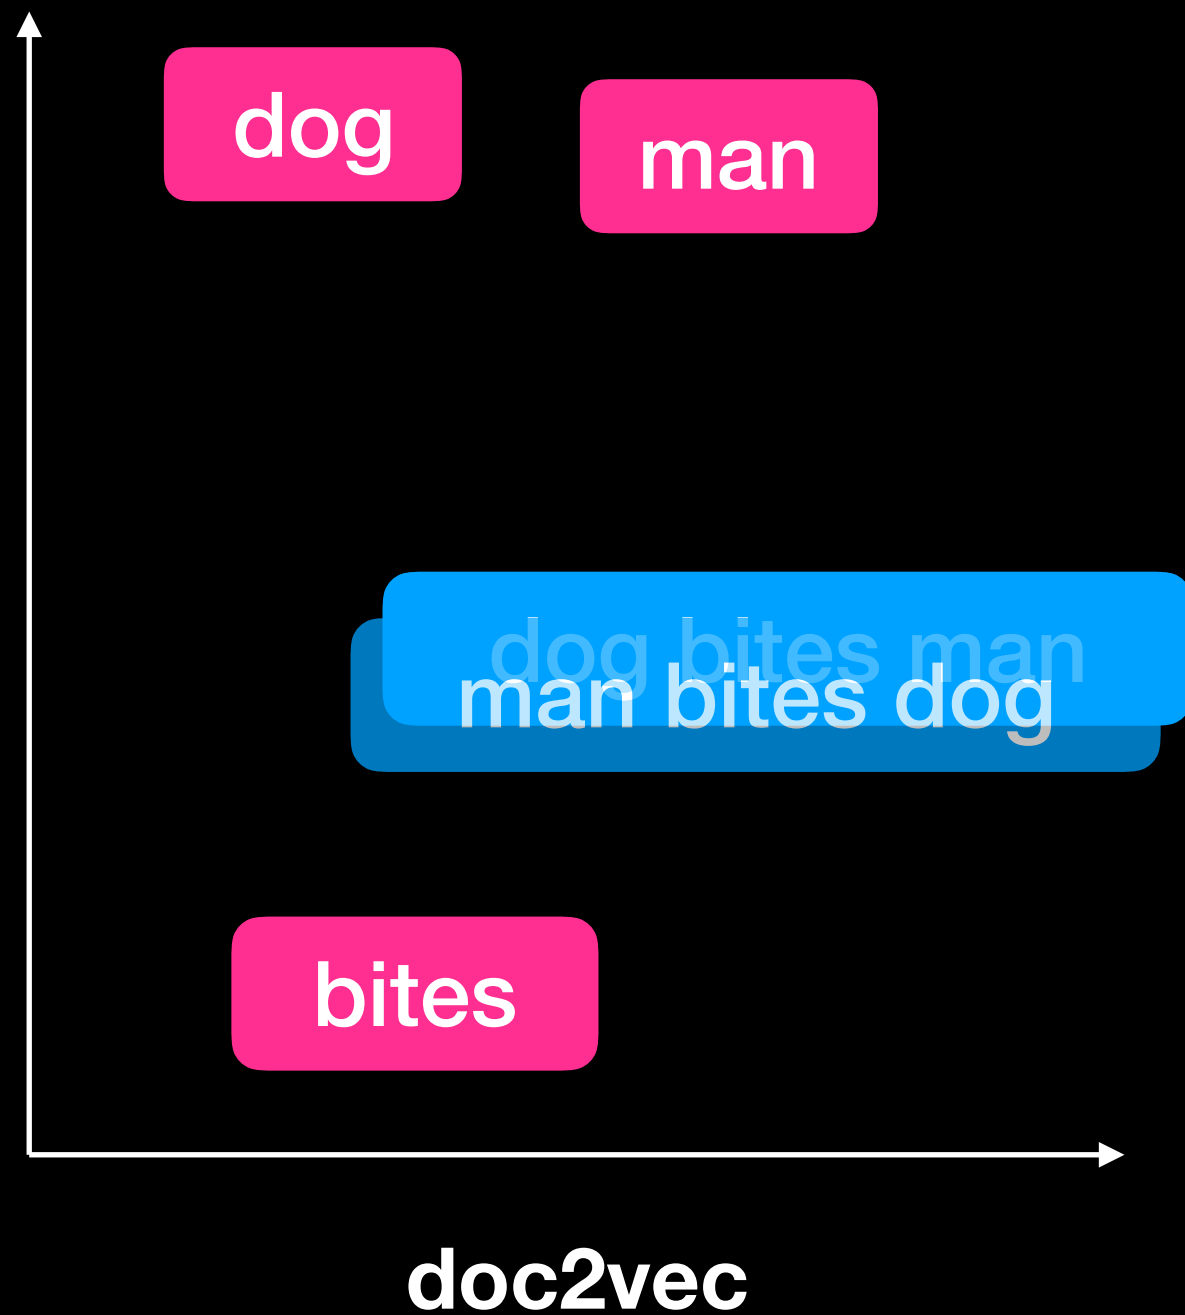 dog
man
dog bites man
man bites dog
bites
doc2vec